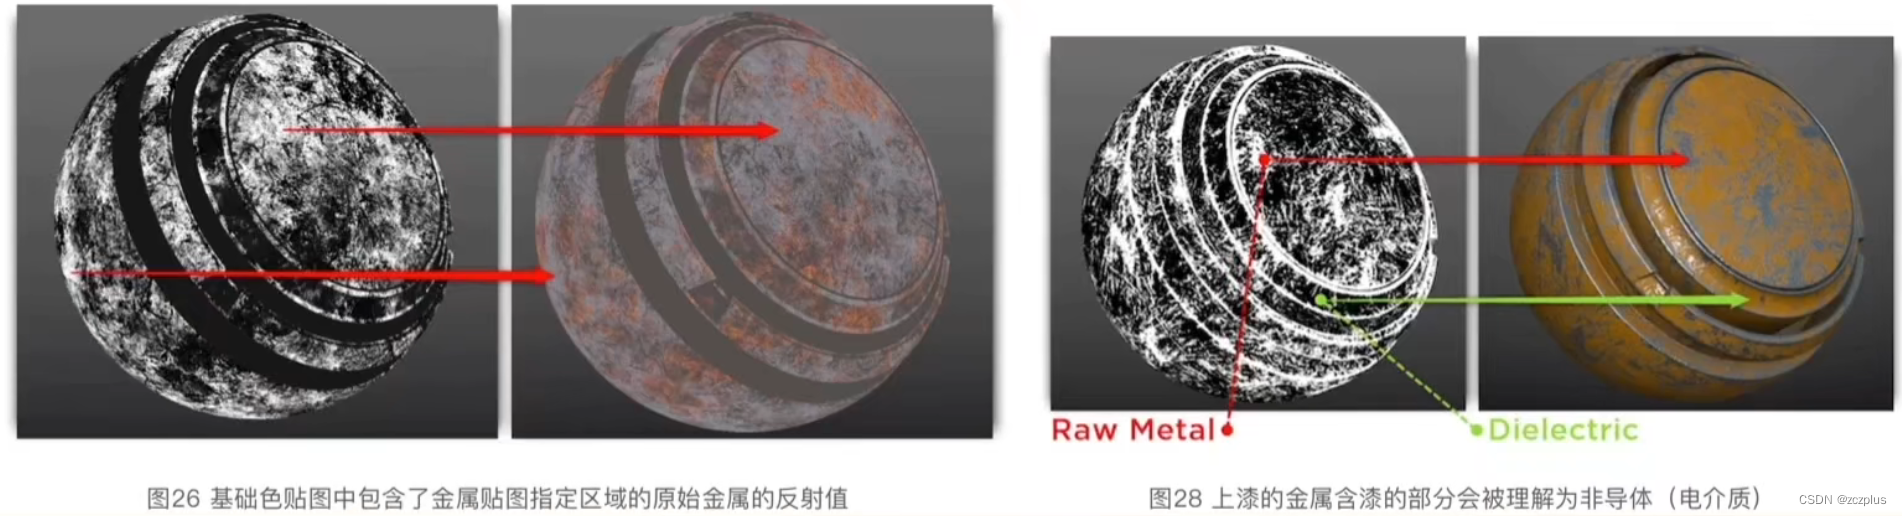 Raw Metal
Dielectric
图26 基础色贴图中包含了金属贴图指定区域的原始金属的反射值
图28 上漆的金属含漆的部分会被理解为非导体（电介质）
CSDN @zczplus